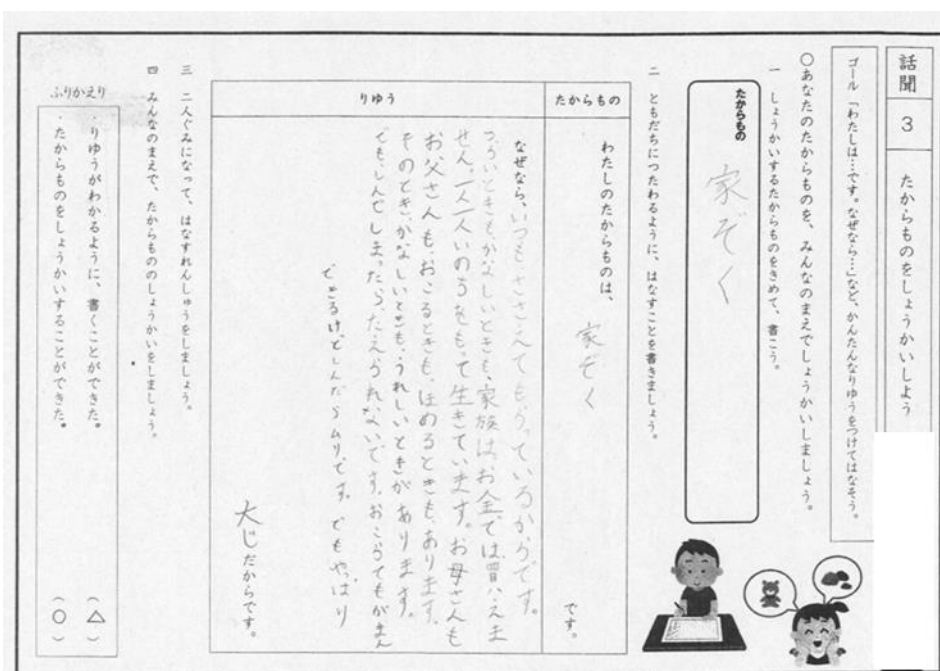 話聞 3 たからものをしょうかいしよう
ゴール 「わたしは…です。なぜなら…」など、かんたんなりゆうをつけてはなそう。
○あなたのたからものを、みんなのまえでしょうかいしましょう。
一 しょうかいするたからものをきめて、書こう。
たからもの
家ぞく
二 ともだちにつたわるように、はなすことを書きましょう。
たからもの
わたしのたからものは、 家ぞく です。
りゆう
なぜなら、いつもささえてもらっているからです。
つらいときもかなしいときも、家族はお金では買へえま
せん。一人一人いのちをもって生きています。お母さんも
お父さんも、おこるときも、ほめるときも、あります。
そのとき、かなしいときも、うれしいときがあります。
でも、しんでしまったら、たえられないです。おこってもがまん
できるけどしんだらムリです。でもやっぱり
大じだからです。
三 二人ぐみになって、はなすれんしゅうをしましょう。
四 みんなのまえで、たからもののしょうかいをしましょう。
ふりかえり
・りゆうがわかるように、書くことができた。 (△)
・たからものをしょうかいすることができた。 (○)